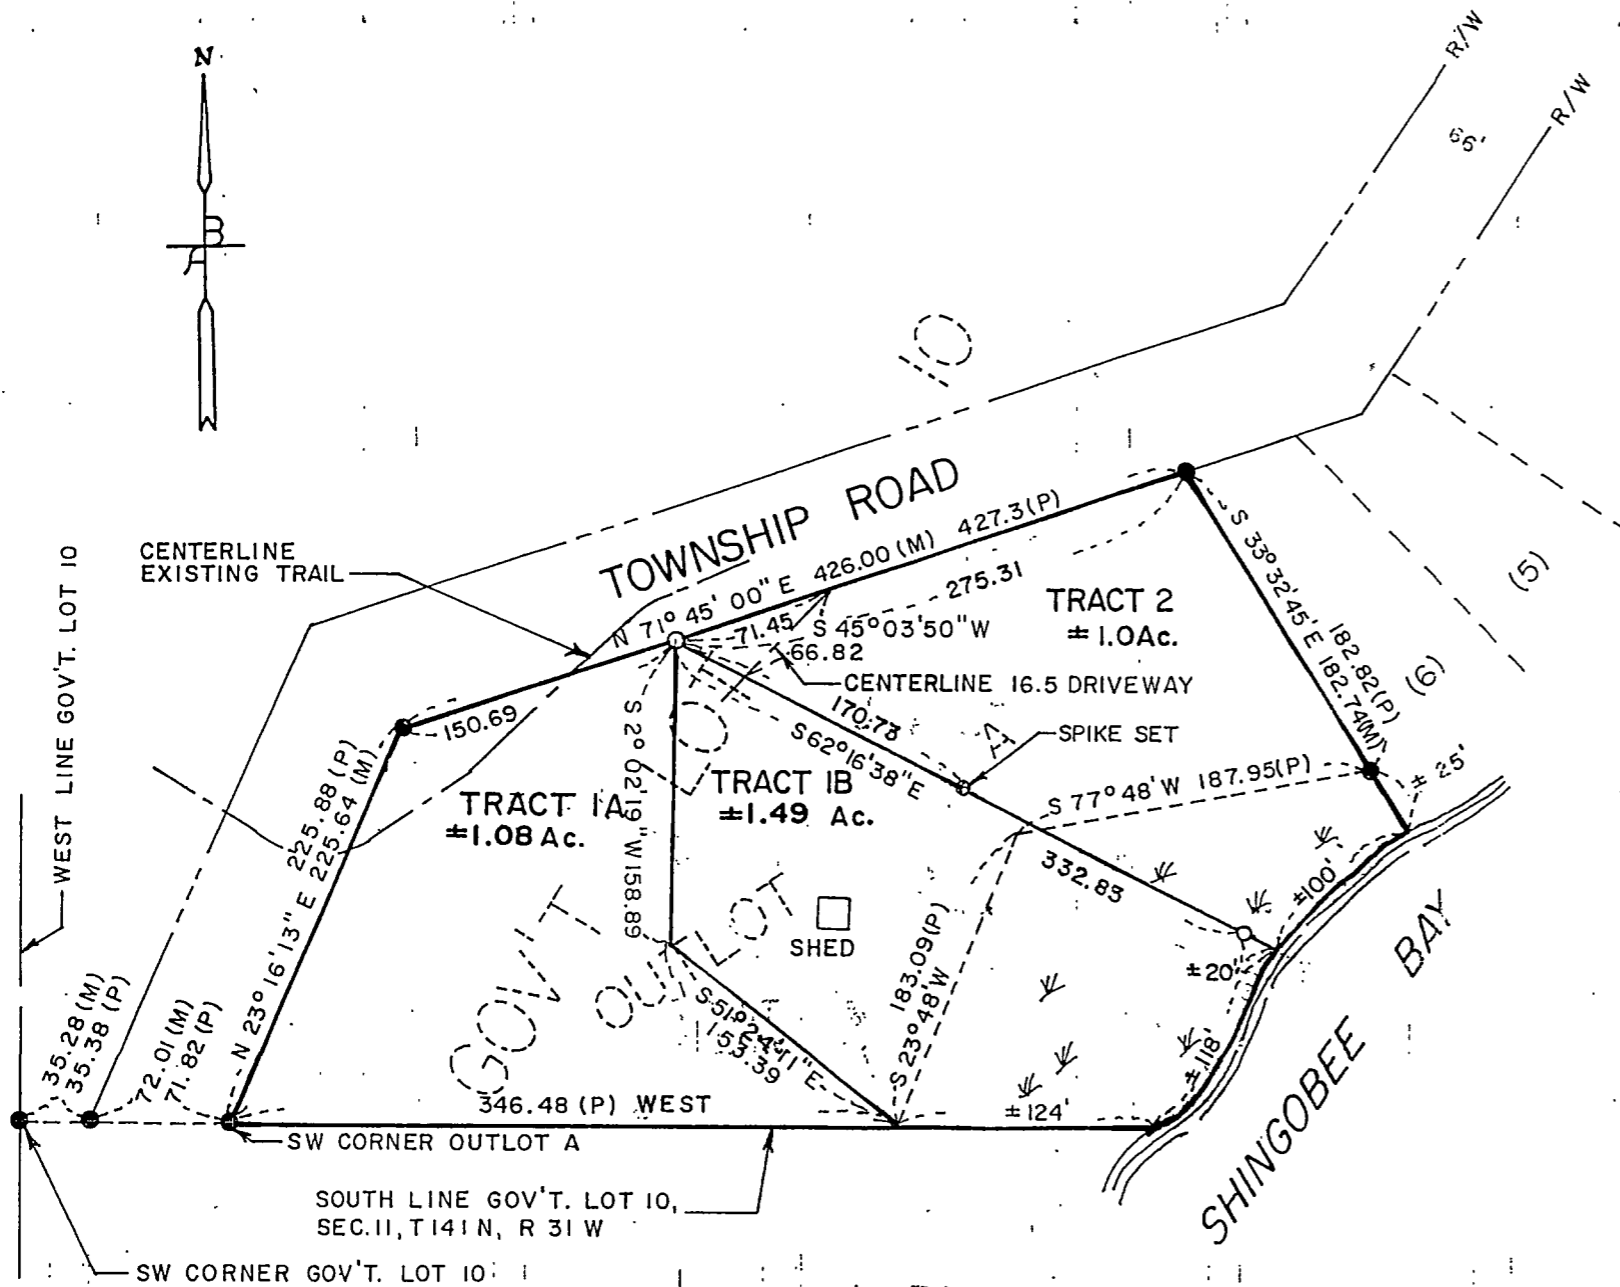 N
R/W
R/W
66'
10
TOWNSHIP ROAD
CENTERLINE
EXISTING TRAIL
N 71° 45' 00" E 426.00 (M) 427.3 (P)
275.31
71.45
S 45°03'50"W
66.82
CENTERLINE 16.5 DRIVEWAY
TRACT 2
± 1.0Ac.
S 33°32'45"E 182.74(M)
182.82(P)
(5)
(6)
± 25'
WEST LINE GOV'T. LOT 10
150.69
225.88 (P)
N 23°16'13" E 225.64 (M)
TRACT 1A
±1.08 Ac.
S 2°02'19"W 158.89
TRACT 1B
±1.49 Ac.
170.73
S62°16'38"E
SPIKE SET
S 77°48'W 187.95(P)
332.83
±100'
±20'
±118'
SHED
GOV'T
LOT
OUTLOT
A
183.09(P)
S 23°48'W
153.39
35.28 (M)
35.38 (P)
72.01 (M)
71.82 (P)
346.48 (P) WEST
±124'
SW CORNER OUTLOT A
SOUTH LINE GOV'T. LOT 10,
SEC. 11, T 141 N, R 31 W
SW CORNER GOV'T. LOT 10
SHINGOBEE BAY